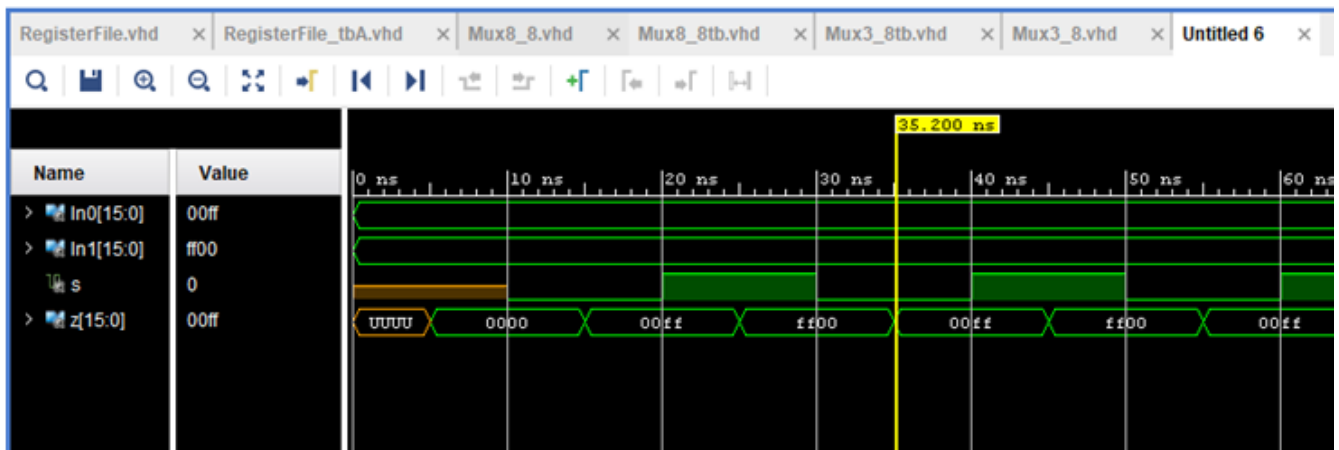 RegisterFile.vhd × RegisterFile_tbA.vhd × Mux8_8.vhd × Mux8_8tb.vhd × Mux3_8tb.vhd × Mux3_8.vhd × Untitled 6 ×
35.200 ns
Name Value
0 ns 10 ns 20 ns 30 ns 40 ns 50 ns 60 ns
> In0[15:0] 00ff
> In1[15:0] ff00
s 0
> z[15:0] 00ff UUUU 0000 00ff ff00 00ff ff00 00ff